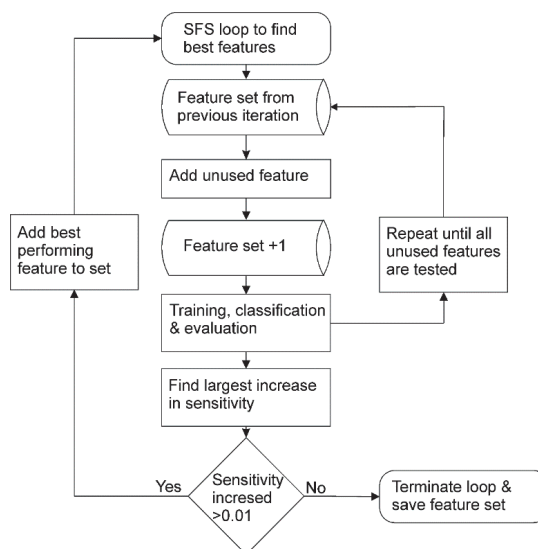 SFS loop to find
best features
Feature set from
previous iteration
Add unused feature
Feature set +1
Training, classification
& evaluation
Repeat until all
unused features
are tested
Add best
performing
feature to set
Find largest increase
in sensitivity
Sensitivity
incresed
>0.01
Yes
No
Terminate loop &
save feature set